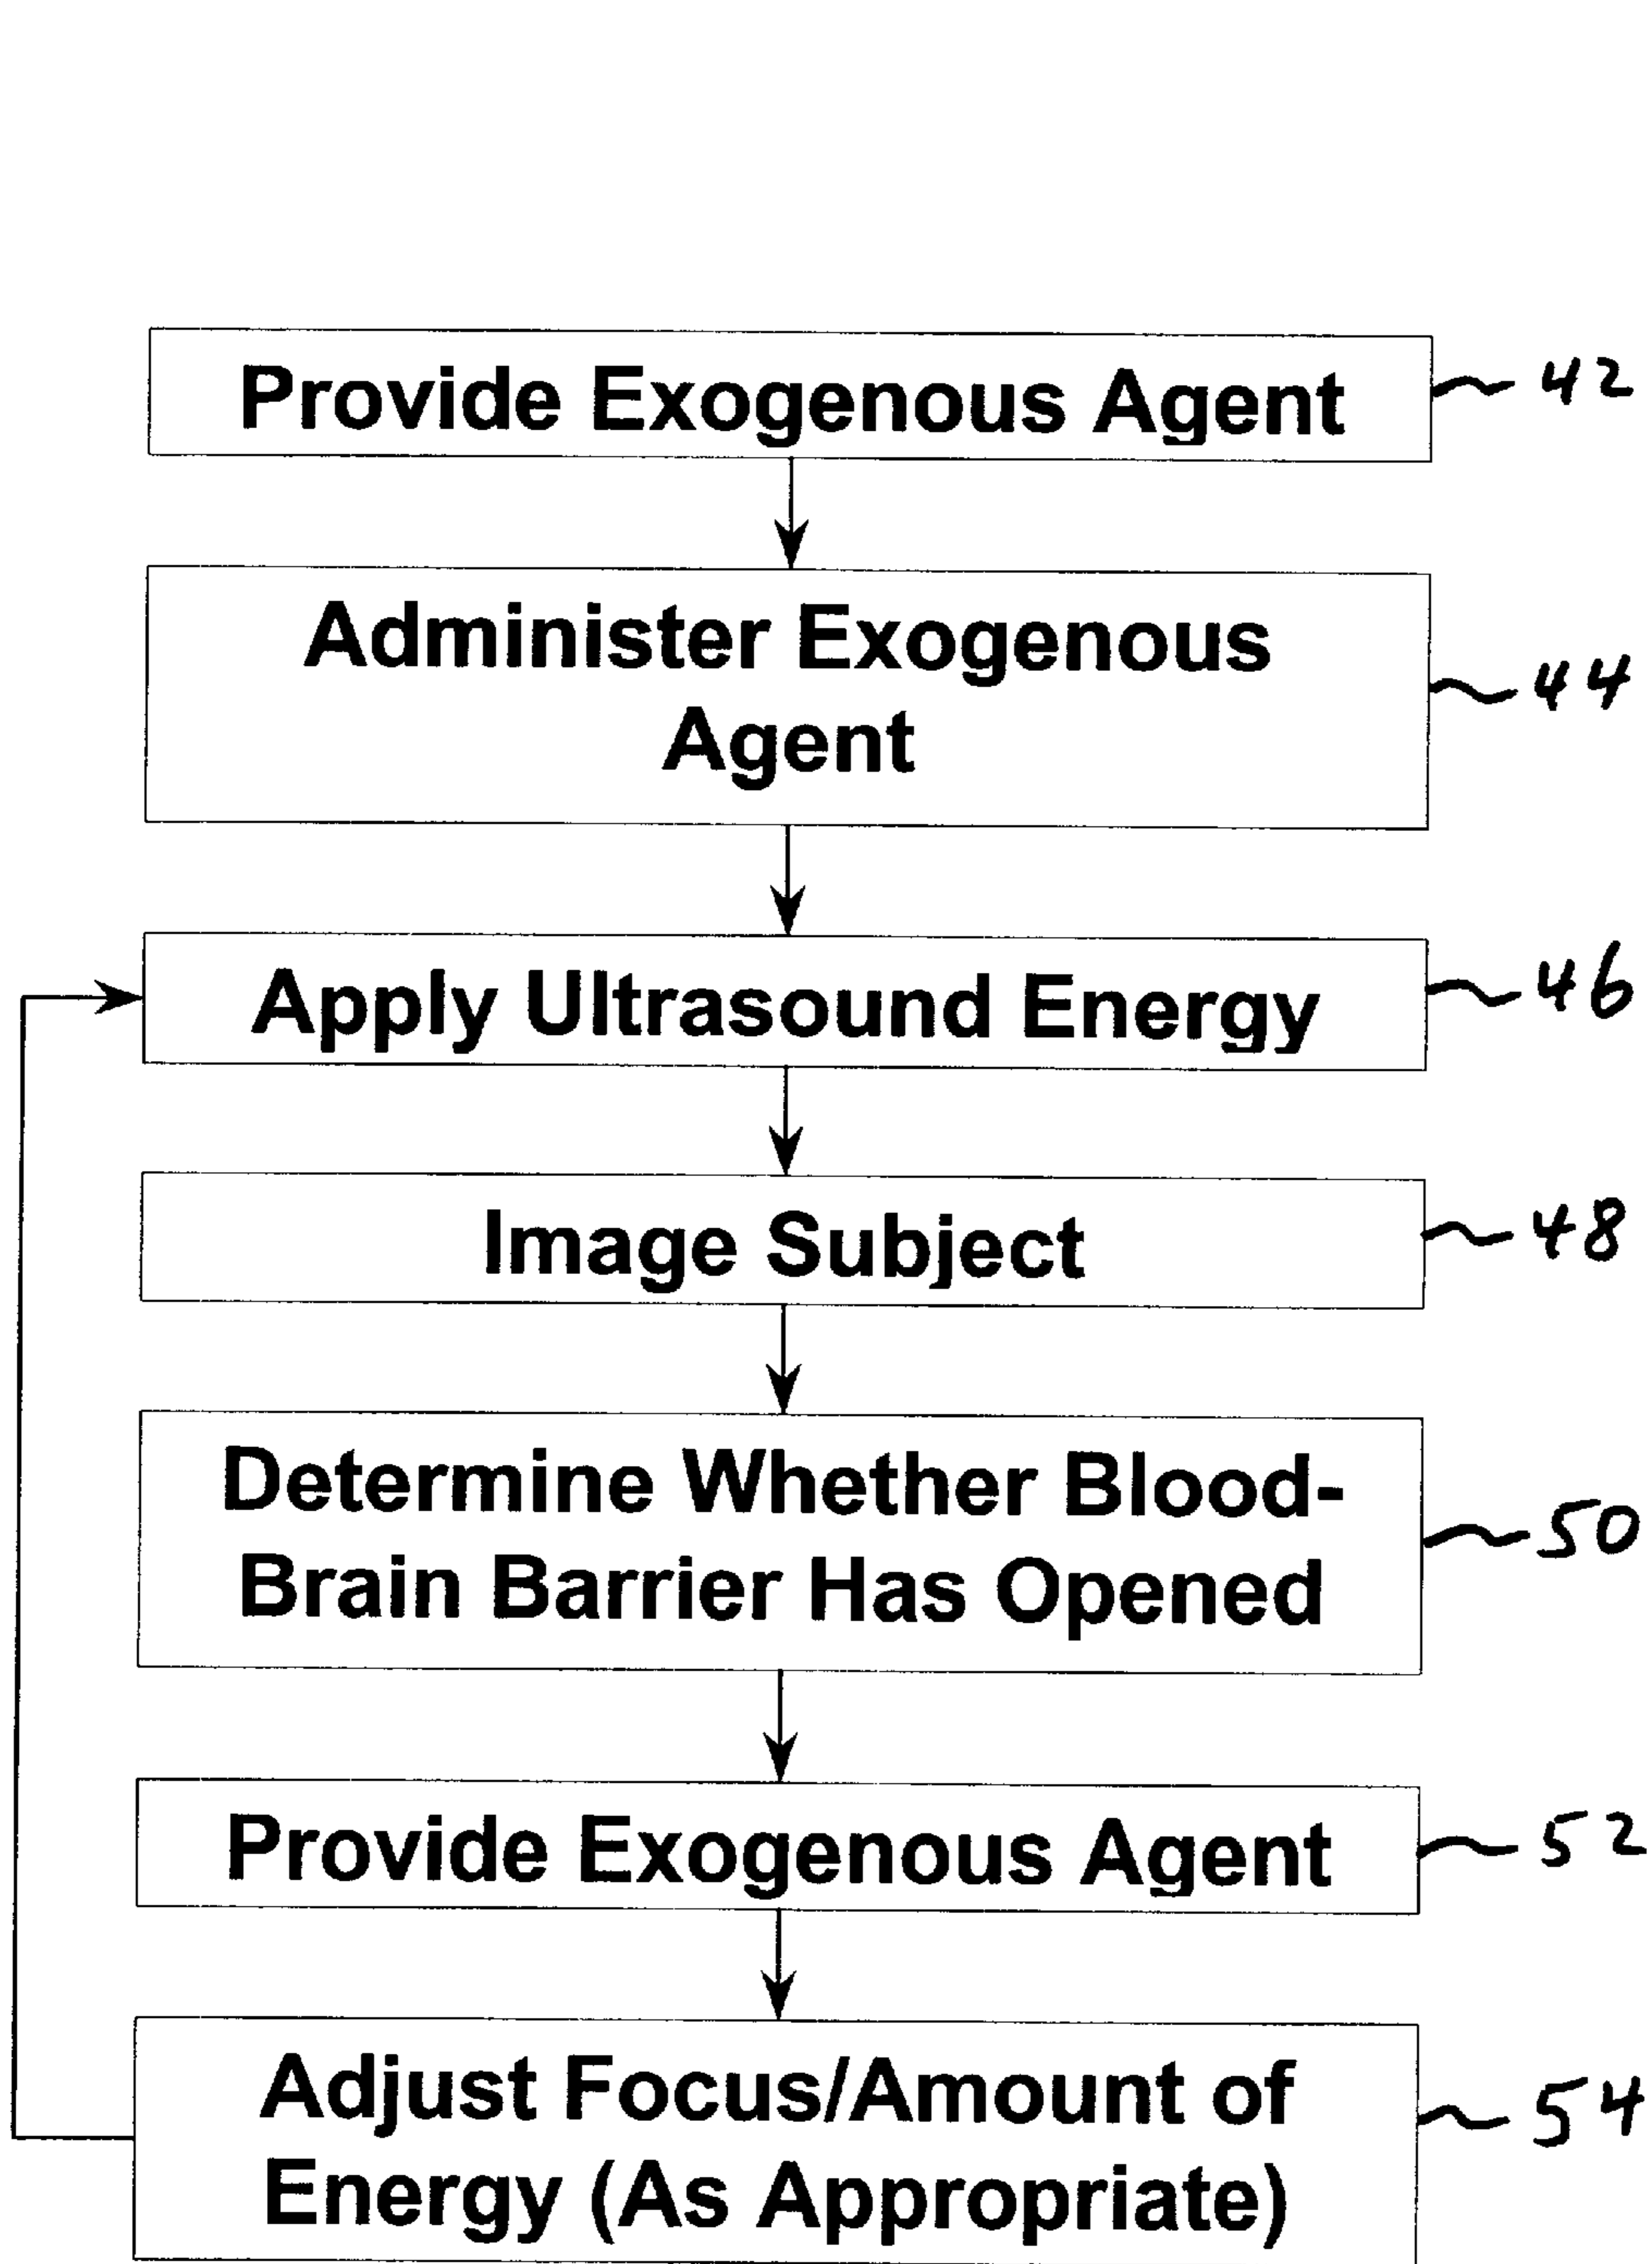 Provide Exogenous Agent
42
Administer Exogenous
Agent
44
Apply Ultrasound Energy
46
Image Subject
48
Determine Whether Blood-
Brain Barrier Has Opened
50
Provide Exogenous Agent
52
Adjust Focus/Amount of
Energy (As Appropriate)
54